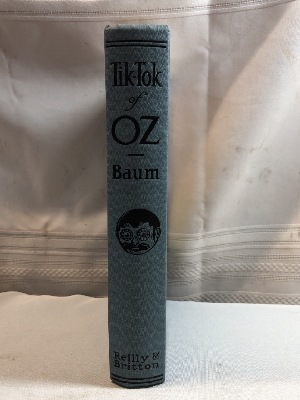 Tik-Tok
of
OZ
Baum
Reilly &
Britton